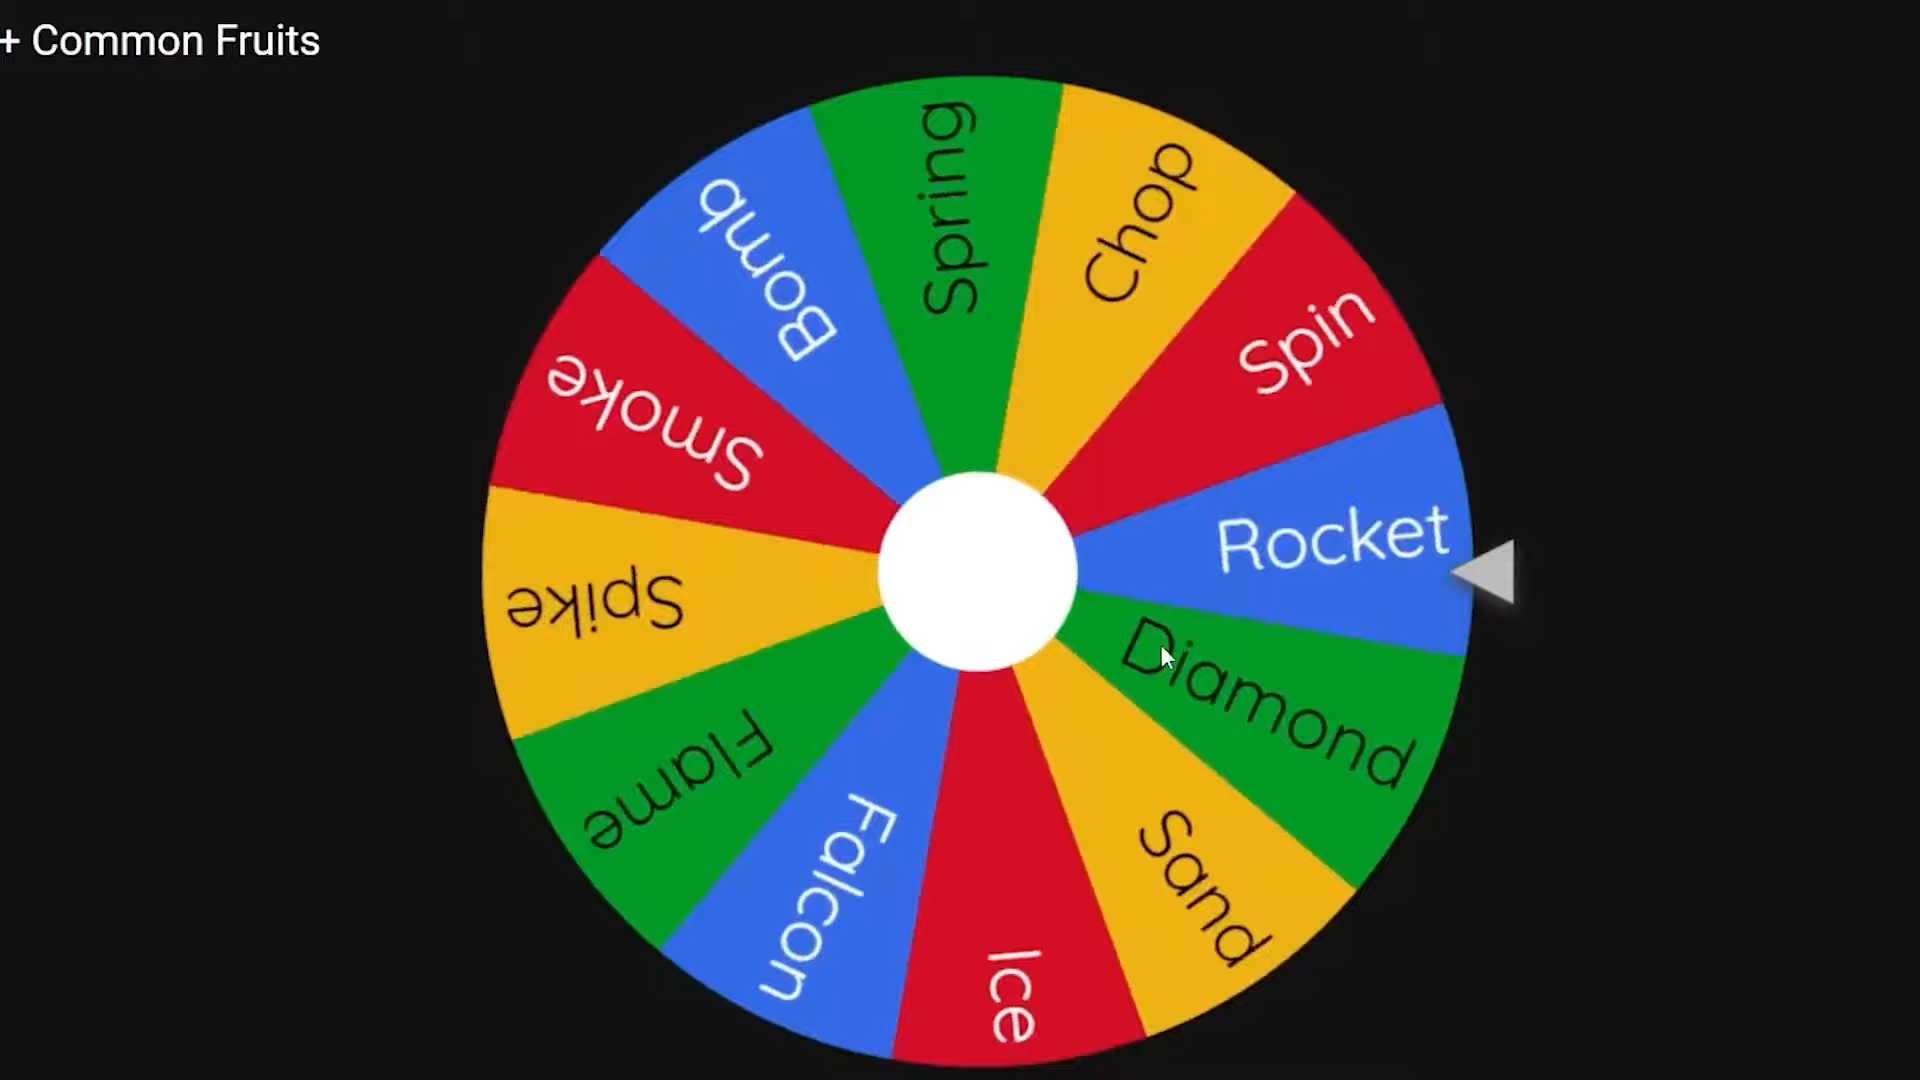 + Common Fruits
Spring
Chop
Spin
Rocket
Diamond
Sand
Ice
Falcon
Flame
Spike
Smoke
Bomb